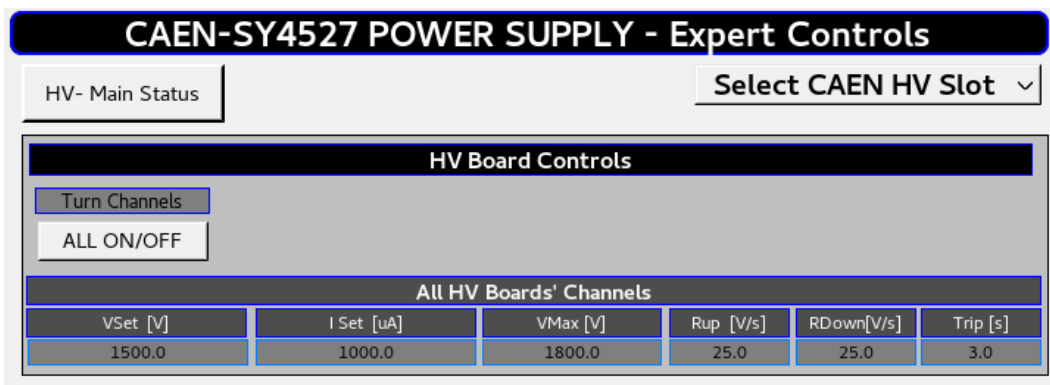 CAEN-SY4527 POWER SUPPLY - Expert Controls
HV- Main Status
Select CAEN HV Slot
HV Board Controls
Turn Channels
ALL ON/OFF
All HV Boards' Channels
VSet [V] I Set [uA] VMax [V] Rup [V/s] RDown[V/s] Trip [s]
1500.0 1000.0 1800.0 25.0 25.0 3.0